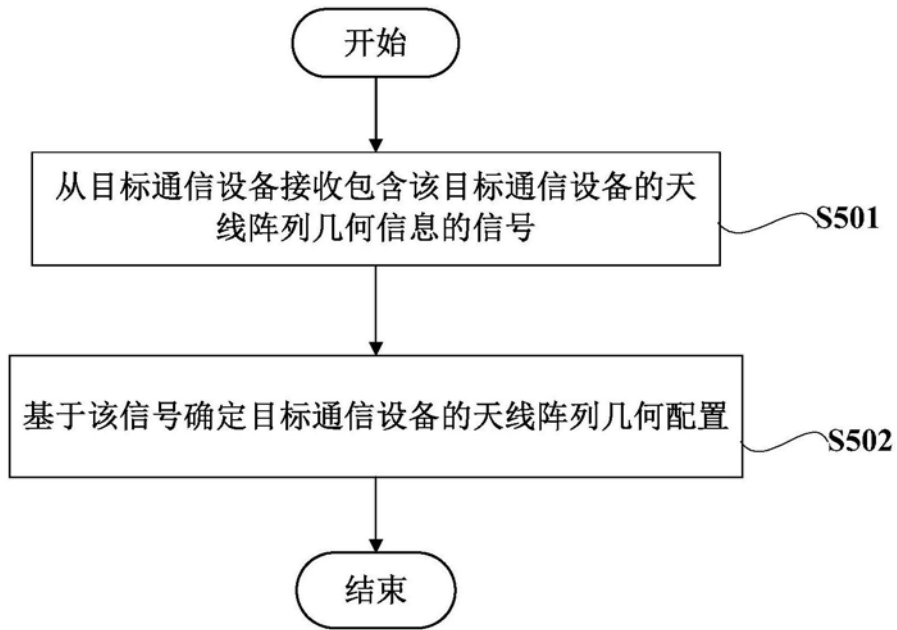 开始
从目标通信设备接收包含该目标通信设备的天
线阵列几何信息的信号
S501
基于该信号确定目标通信设备的天线阵列几何配置
S502
结束